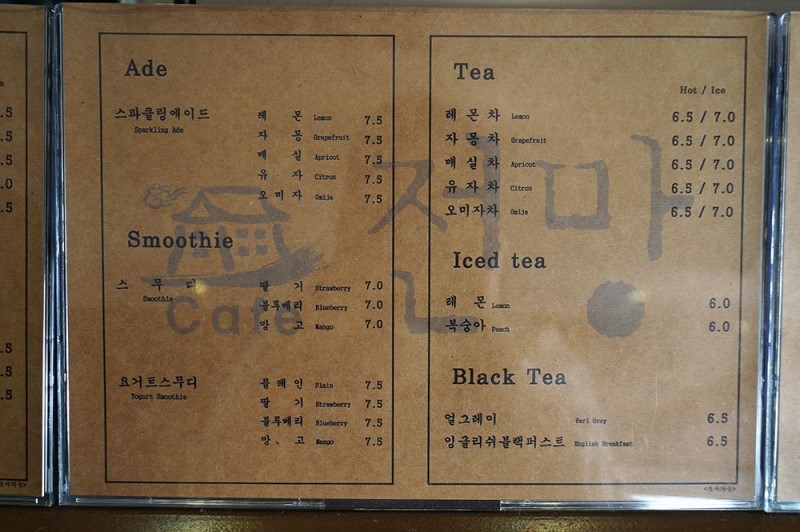 Ade
스파클링에이드
Sparkling Ade
레 몬 Lemon 7.5
자 몽 Grapefruit 7.5
매 실 Apricot 7.5
유 자 Citron 7.5
오미자 Omija 7.5
Smoothie
스 무 디
Smoothie
딸 기 Strawberry 7.0
블루베리 Blueberry 7.0
망 고 Mango 7.0
요거트스무디
Yogurt Smoothie
플레인 Plain 7.5
딸 기 Strawberry 7.5
블루베리 Blueberry 7.5
망 고 Mango 7.5
Cafe
전망
Tea
Hot / Ice
레 몬 차 Lemon 6.5 / 7.0
자 몽 차 Grapefruit 6.5 / 7.0
매 실 차 Apricot 6.5 / 7.0
유 자 차 Citron 6.5 / 7.0
오미자차 Omija 6.5 / 7.0
Iced tea
레 몬 Lemon 6.0
복숭아 Peach 6.0
Black Tea
얼그레이 Earl Grey 6.5
잉글리쉬블랙퍼스트 English Breakfast 6.5